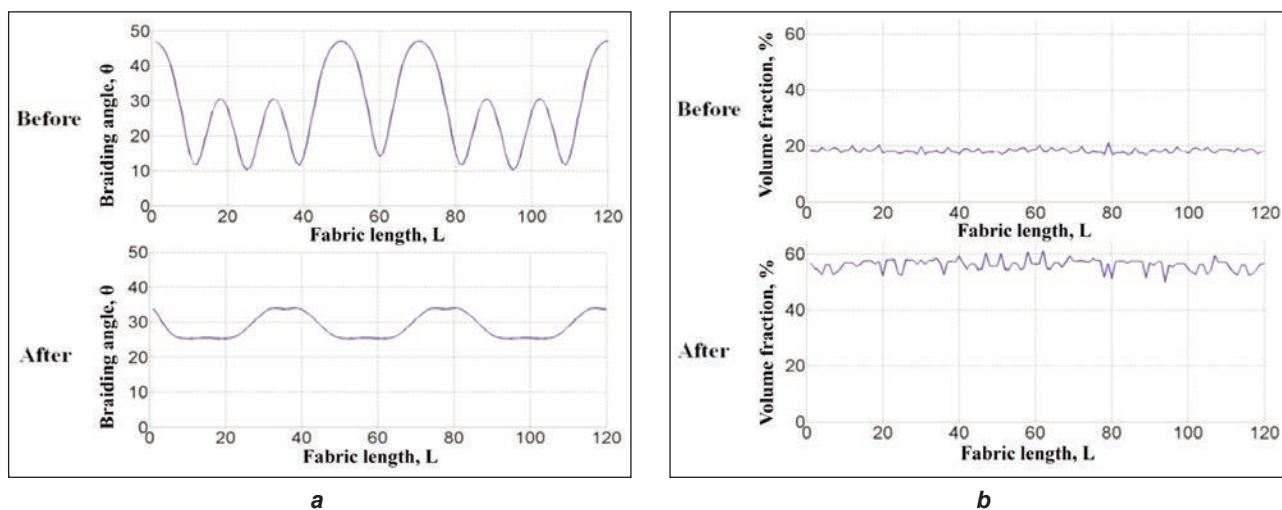 Before
Braiding angle, θ
50
40
30
20
10
0
0 20 40 60 80 100 120
Fabric length, L
After
Braiding angle, θ
50
40
30
20
10
0
0 20 40 60 80 100 120
Fabric length, L
a
Before
Volume fraction, %
60
40
20
0
0 20 40 60 80 100 120
Fabric length, L
After
Volume fraction, %
60
40
20
0
0 20 40 60 80 100 120
Fabric length, L
b